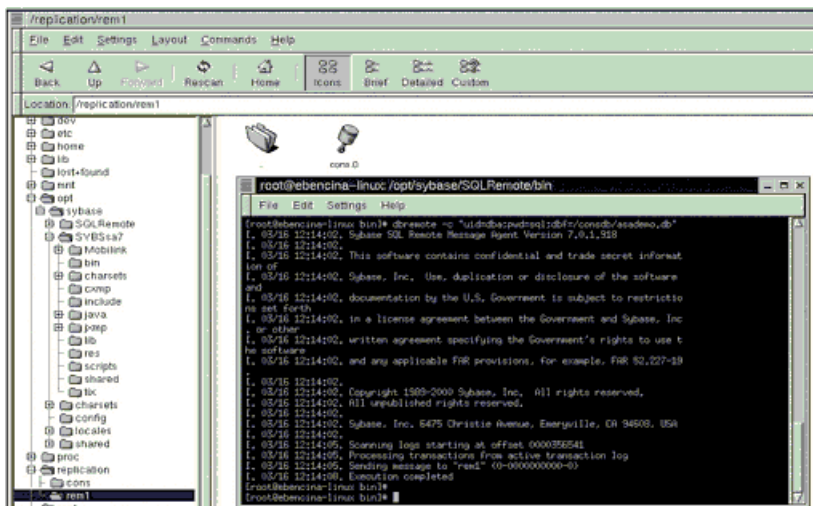 /replication/rem1
File Edit Settings Layout Commands Help
Back Up Forward Rescan Home Icons Brief Detailed Custom
Location: /replication/rem1
dev
etc
home
lib
lost+found
mnt
opt
sybase
SQLRemote
SYBSsa7
Mobilink
bin
charsets
cxmp
include
java
jxmp
lib
res
scripts
shared
tix
charsets
config
locales
shared
proc
replication
cons
rem1
..
cons.0
root@ebencina-linux: /opt/sybase/SQLRemote/bin
File Edit Settings Help
[root@ebencina-linux bin]# dbremote -c "uid=dba;pwd=sql;dbf=/consdb/asademo.db"
I. 03/16 12:14:02. Sybase SQL Remote Message Agent Version 7.0.1.918
I. 03/16 12:14:02.
I. 03/16 12:14:02. This software contains confidential and trade secret informat
ion of
I. 03/16 12:14:02. Sybase, Inc. Use, duplication or disclosure of the software
and
I. 03/16 12:14:02. documentation by the U.S. Government is subject to restrictio
ns set forth
I. 03/16 12:14:02. in a license agreement between the Government and Sybase, Inc
. or other
I. 03/16 12:14:02. written agreement specifying the Government's rights to use t
he software
I. 03/16 12:14:02. and any applicable FAR provisions, for example, FAR 52.227-19
.
I. 03/16 12:14:02.
I. 03/16 12:14:02. Copyright 1989-2000 Sybase, Inc. All rights reserved.
I. 03/16 12:14:02. All unpublished rights reserved.
I. 03/16 12:14:02.
I. 03/16 12:14:02. Sybase, Inc. 6475 Christie Avenue, Emeryville, CA 94608, USA
I. 03/16 12:14:02.
I. 03/16 12:14:05. Scanning logs starting at offset 0000356541
I. 03/16 12:14:05. Processing transactions from active transaction log
I. 03/16 12:14:05. Sending message to "rem1" (0-0000000000-0)
I. 03/16 12:14:08. Execution completed
[root@ebencina-linux bin]#
[root@ebencina-linux bin]#